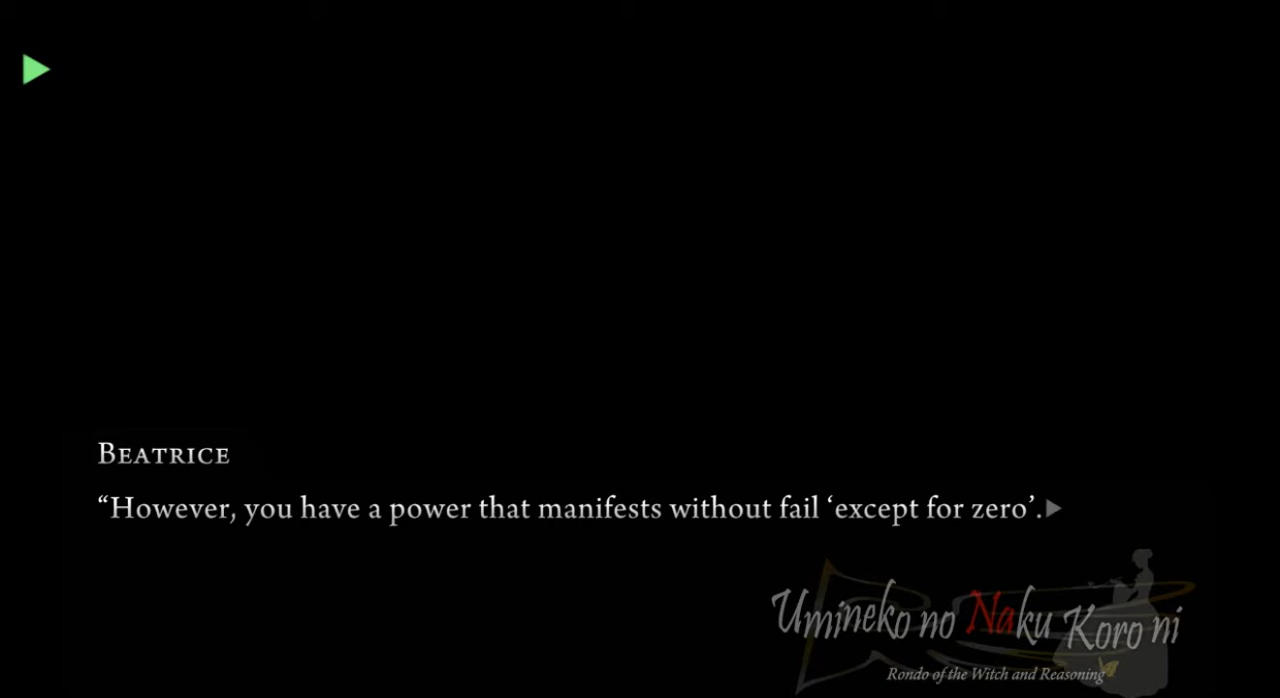 BEATRICE
“However, you have a power that manifests without fail ‘except for zero’.
Umineko no Naku Koro ni
Rondo of the Witch and Reasoning